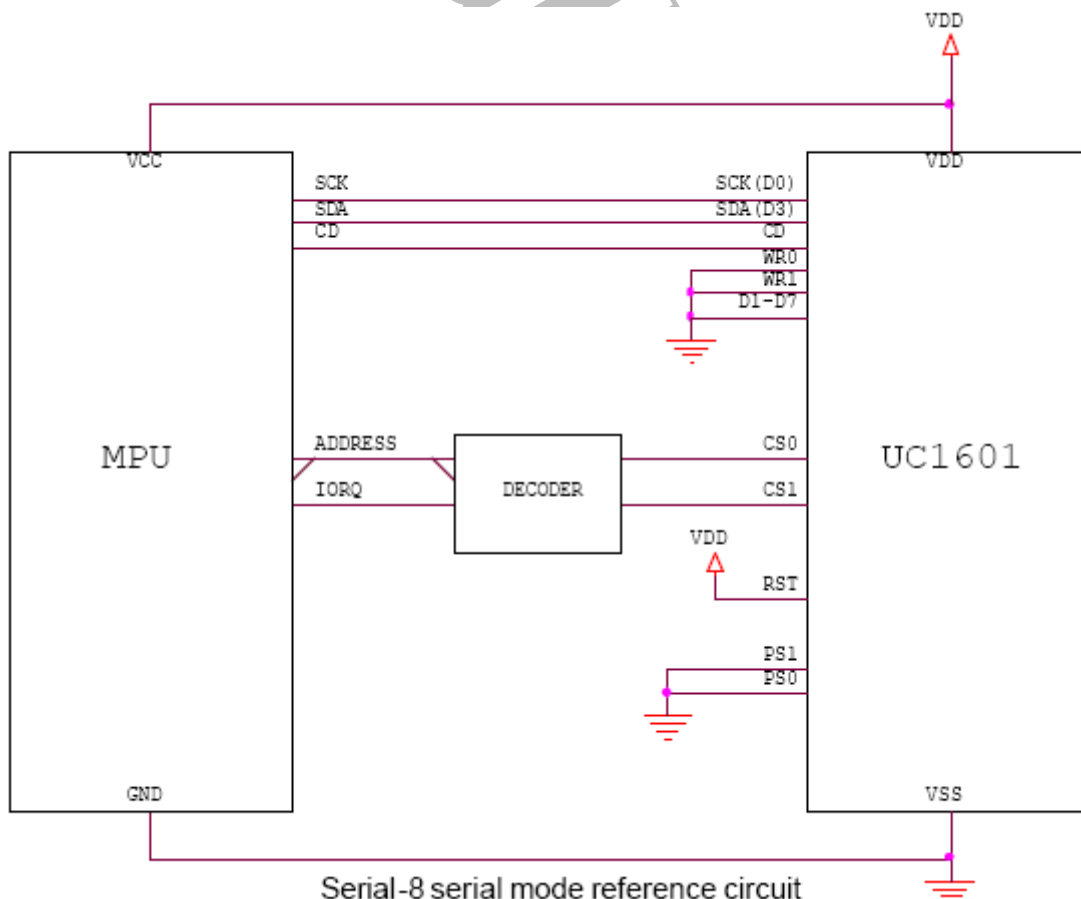 VDD
VCC
VDD
SCK
SCK(D0)
SDA
SDA(D3)
CD
CD
WR0
WR1
D1-D7
MPU
ADDRESS
DECODER
CS0
UC1601
IORQ
CS1
VDD
RST
PS1
PS0
GND
VSS
Serial-8 serial mode reference circuit